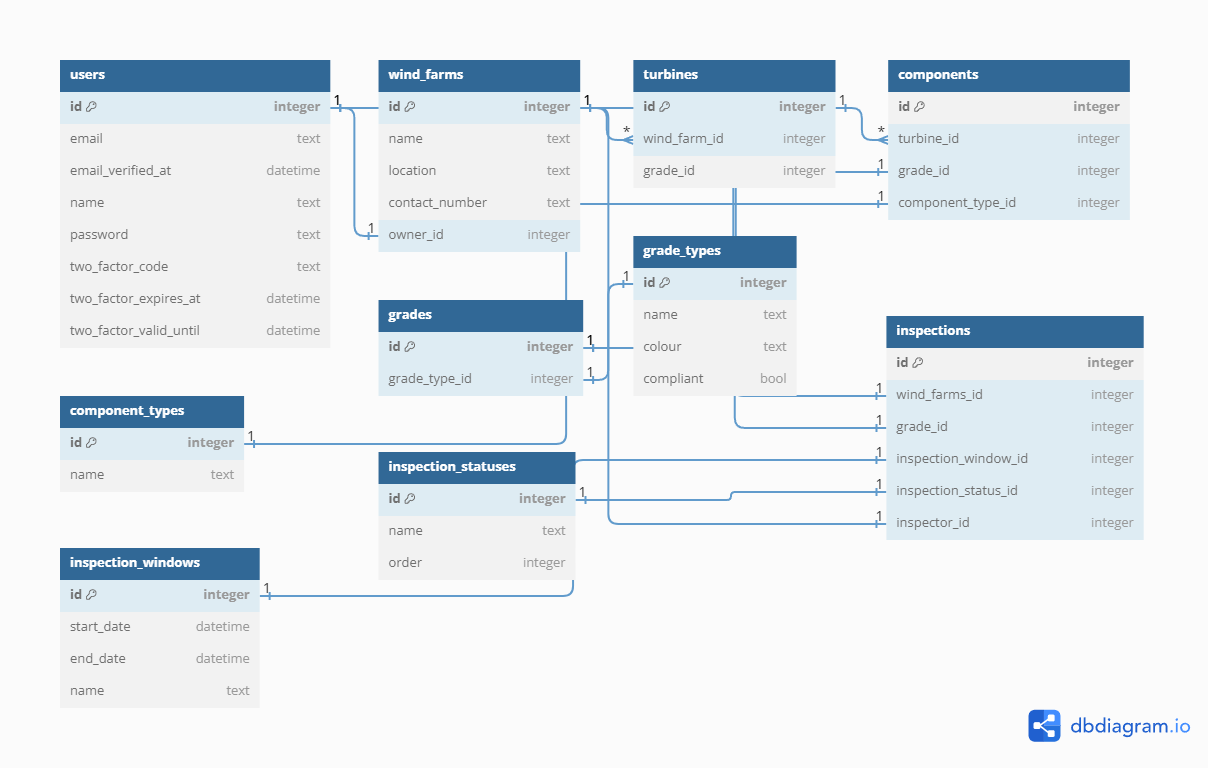 users
id integer
email text
email_verified_at datetime
name text
password text
two_factor_code text
two_factor_expires_at datetime
two_factor_valid_until datetime
1
wind_farms
id integer
name text
location text
contact_number text
1 owner_id integer
1
turbines
id integer
* wind_farm_id integer
grade_id integer
1
components
id integer
* turbine_id integer
1 grade_id integer
1 component_type_id integer
grade_types
1 id integer
name text
colour text
compliant bool
grades
id integer 1
grade_type_id integer 1
component_types
id integer 1
name text
inspection_statuses
id integer 1
name text
order integer
inspections
id integer
1 wind_farms_id integer
1 grade_id integer
1 inspection_window_id integer
1 inspection_status_id integer
1 inspector_id integer
inspection_windows
id integer 1
start_date datetime
end_date datetime
name text
dbdiagram.io